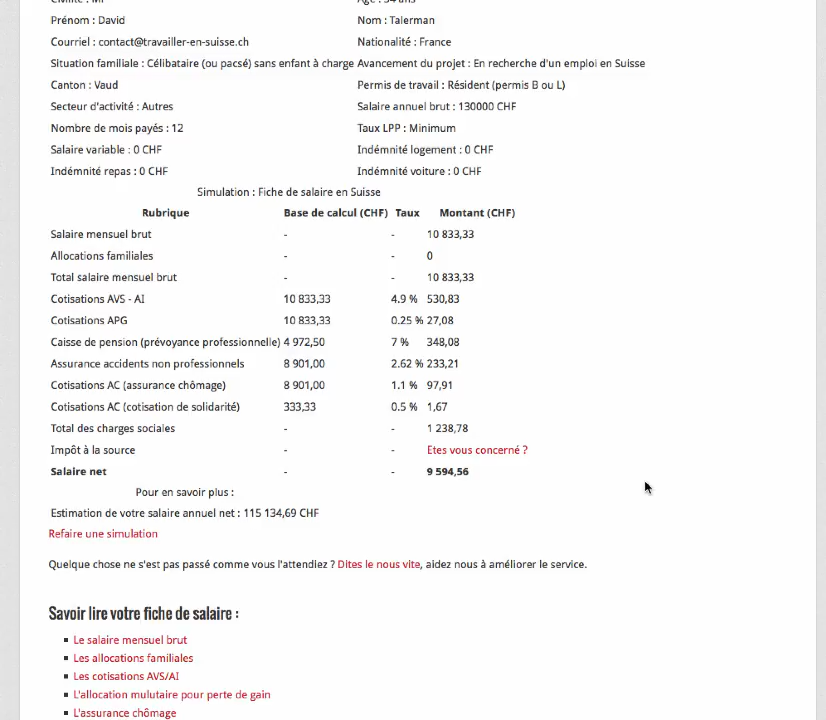 Civilité : Mr Age : 34 ans
Prénom : David Nom : Talerman
Courriel : contact@travailler-en-suisse.ch Nationalité : France
Situation familiale : Célibataire (ou pacsé) sans enfant à charge Avancement du projet : En recherche d'un emploi en Suisse
Canton : Vaud Permis de travail : Résident (permis B ou L)
Secteur d'activité : Autres Salaire annuel brut : 130000 CHF
Nombre de mois payés : 12 Taux LPP : Minimum
Salaire variable : 0 CHF Indémnité logement : 0 CHF
Indémnité repas : 0 CHF Indémnité voiture : 0 CHF
Simulation : Fiche de salaire en Suisse
Rubrique Base de calcul (CHF) Taux Montant (CHF)
Salaire mensuel brut - - 10 833,33
Allocations familiales - - 0
Total salaire mensuel brut - - 10 833,33
Cotisations AVS - AI 10 833,33 4.9 % 530,83
Cotisations APG 10 833,33 0.25 % 27,08
Caisse de pension (prévoyance professionnelle) 4 972,50 7 % 348,08
Assurance accidents non professionnels 8 901,00 2.62 % 233,21
Cotisations AC (assurance chômage) 8 901,00 1.1 % 97,91
Cotisations AC (cotisation de solidarité) 333,33 0.5 % 1,67
Total des charges sociales - - 1 238,78
Impôt à la source - - Etes vous concerné ?
Salaire net - - 9 594,56
Pour en savoir plus :
Estimation de votre salaire annuel net : 115 134,69 CHF
Refaire une simulation
Quelque chose ne s'est pas passé comme vous l'attendiez ? Dites le nous vite, aidez nous à améliorer le service.
Savoir lire votre fiche de salaire :
Le salaire mensuel brut
Les allocations familiales
Les cotisations AVS/AI
L'allocation mulutaire pour perte de gain
L'assurance chômage